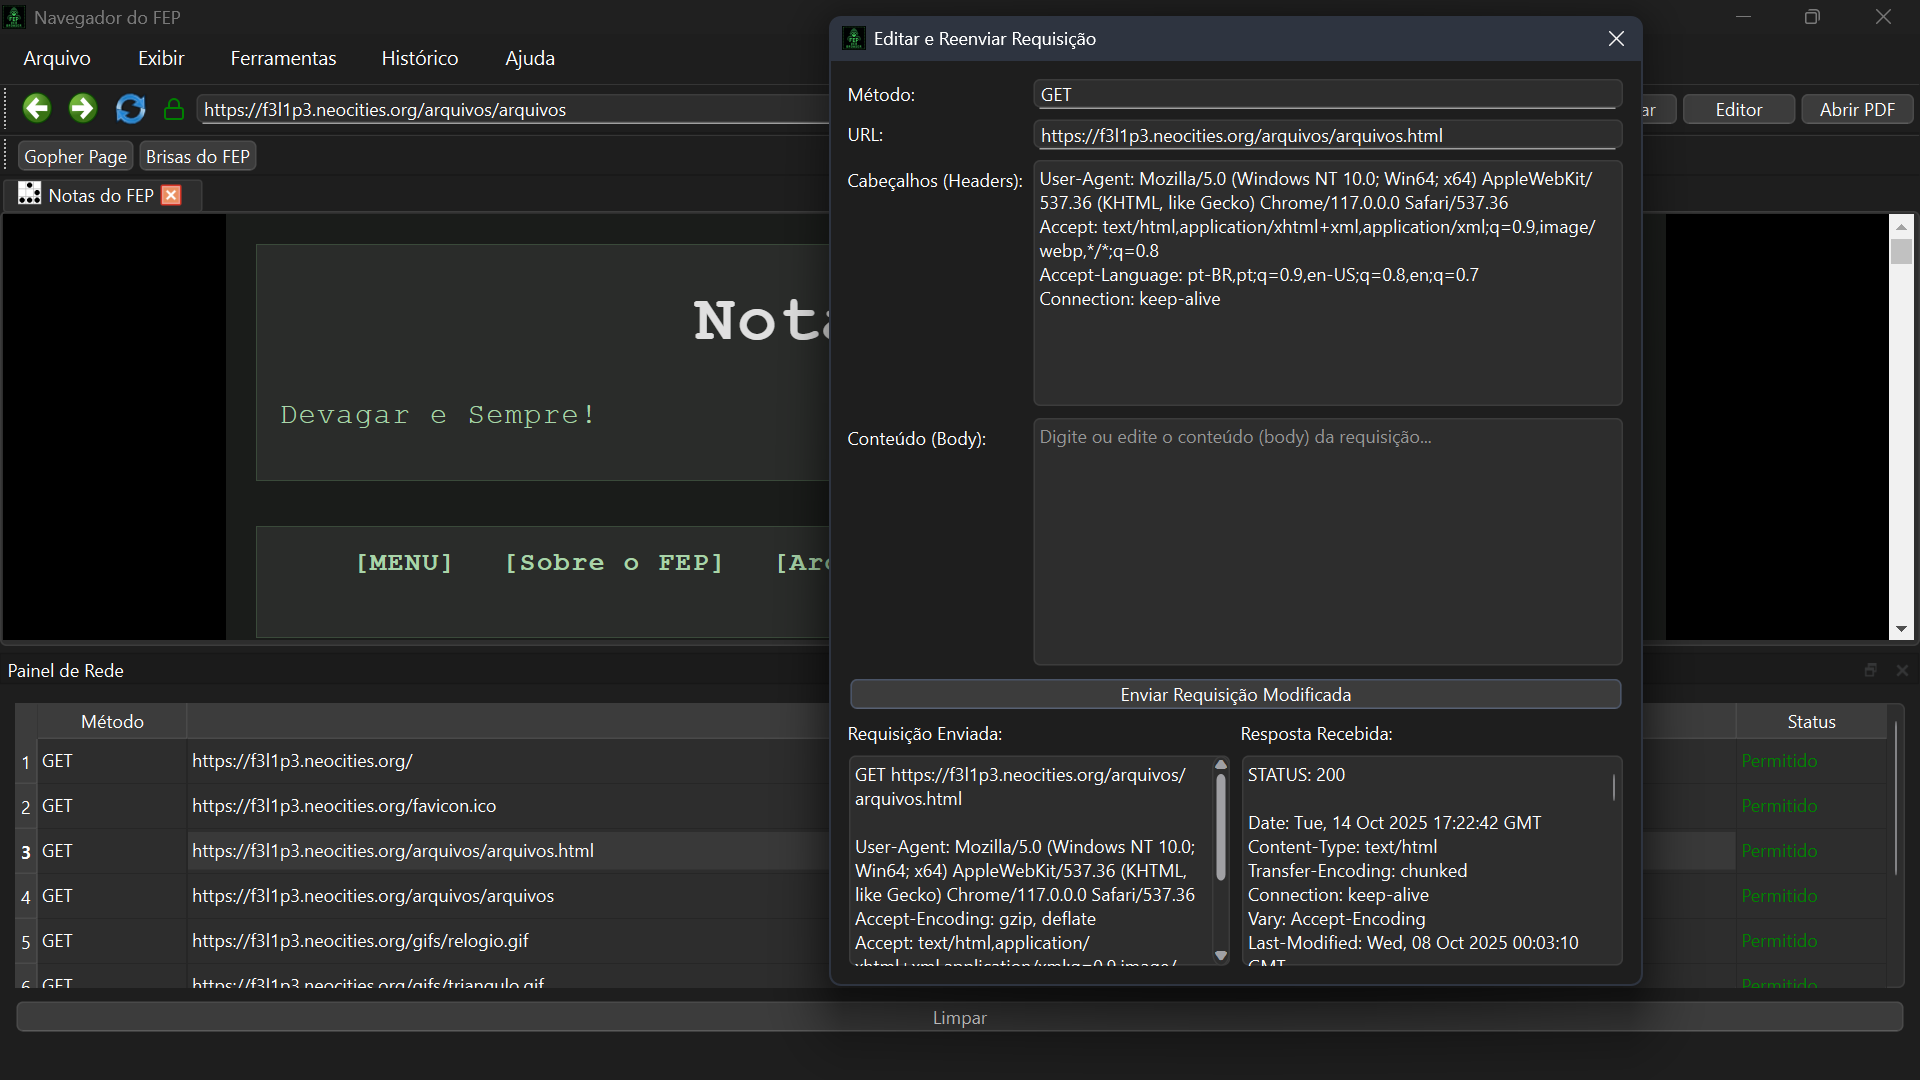 Navegador do FEP
Arquivo Exibir Ferramentas Histórico Ajuda
https://f3l1p3.neocities.org/arquivos/arquivos
ar Editor Abrir PDF
Gopher Page Brisas do FEP
Notas do FEP
Nota
Devagar e Sempre!
[MENU] [Sobre o FEP] [Arq
Editar e Reenviar Requisição
Método: GET
URL: https://f3l1p3.neocities.org/arquivos/arquivos.html
Cabeçalhos (Headers):
User-Agent: Mozilla/5.0 (Windows NT 10.0; Win64; x64) AppleWebKit/
537.36 (KHTML, like Gecko) Chrome/117.0.0.0 Safari/537.36
Accept: text/html,application/xhtml+xml,application/xml;q=0.9,image/
webp,*/*;q=0.8
Accept-Language: pt-BR,pt;q=0.9,en-US;q=0.8,en;q=0.7
Connection: keep-alive
Conteúdo (Body):
Digite ou edite o conteúdo (body) da requisição...
Enviar Requisição Modificada
Requisição Enviada:
GET https://f3l1p3.neocities.org/arquivos/
arquivos.html
User-Agent: Mozilla/5.0 (Windows NT 10.0;
Win64; x64) AppleWebKit/537.36 (KHTML,
like Gecko) Chrome/117.0.0.0 Safari/537.36
Accept-Encoding: gzip, deflate
Accept: text/html,application/
xhtml+xml,application/xml;q=0.9,image/
Resposta Recebida:
STATUS: 200
Date: Tue, 14 Oct 2025 17:22:42 GMT
Content-Type: text/html
Transfer-Encoding: chunked
Connection: keep-alive
Vary: Accept-Encoding
Last-Modified: Wed, 08 Oct 2025 00:03:10
GMT
Painel de Rede
Método Status
1 GET https://f3l1p3.neocities.org/ Permitido
2 GET https://f3l1p3.neocities.org/favicon.ico Permitido
3 GET https://f3l1p3.neocities.org/arquivos/arquivos.html Permitido
4 GET https://f3l1p3.neocities.org/arquivos/arquivos Permitido
5 GET https://f3l1p3.neocities.org/gifs/relogio.gif Permitido
6 GET https://f3l1p3.neocities.org/gifs/triangulo.gif Permitido
Limpar